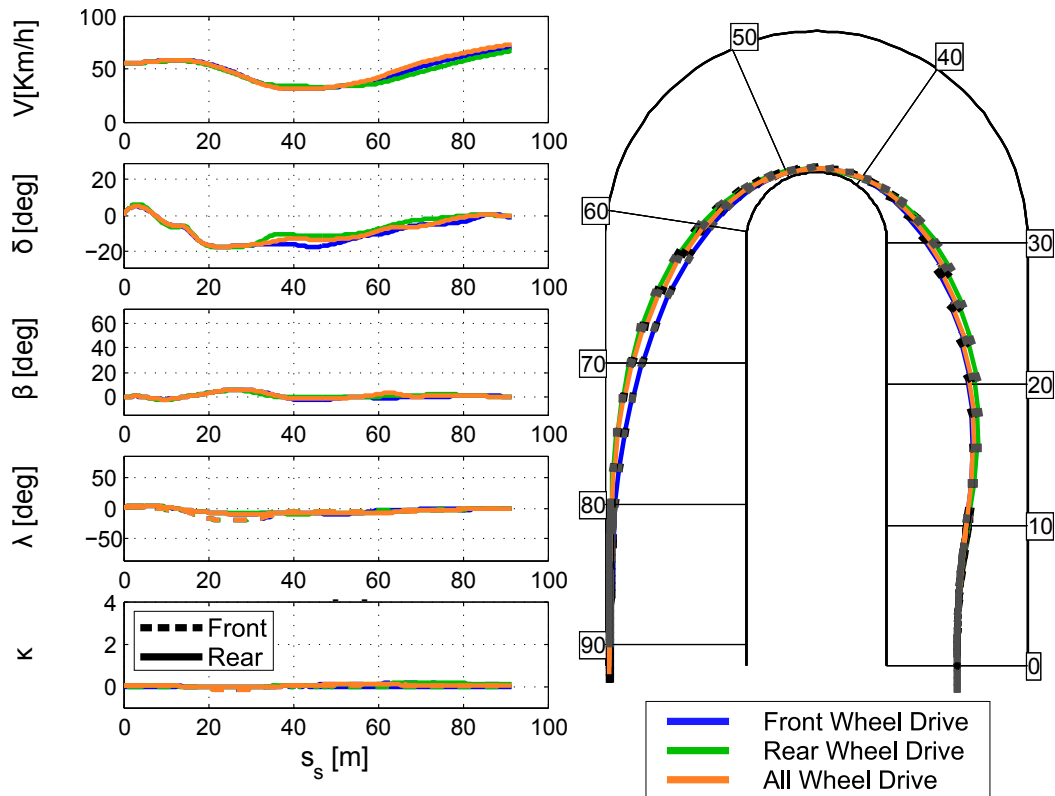 V[Km/h]
100
50
0
0 20 40 60 80 100
δ [deg]
20
0
−20
0 20 40 60 80 100
β [deg]
60
40
20
0
0 20 40 60 80 100
λ [deg]
50
0
−50
0 20 40 60 80 100
κ
4
2
0
Front
Rear
0 20 40 60 80 100
s_s [m]
50
40
60
30
70
20
80
10
90
0
Front Wheel Drive
Rear Wheel Drive
All Wheel Drive